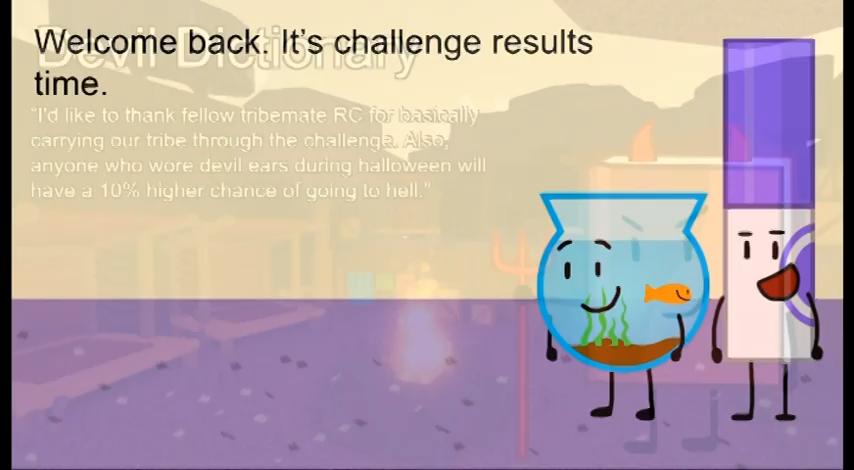 Welcome back. It's challenge results
time.
Devil Dictionary
"I'd like to thank fellow tribemate RC for basically
carrying our tribe through the challenge. Also,
anyone who wore devil ears during halloween will
have a 10% higher chance of going to hell."